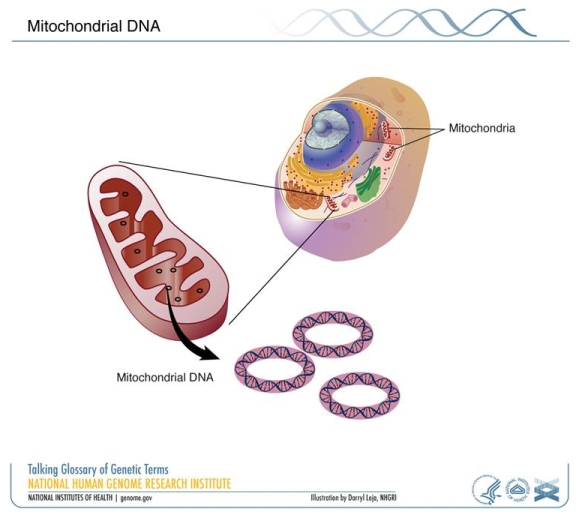 Mitochondrial DNA
Mitochondria
Mitochondrial DNA
Talking Glossary of Genetic Terms
NATIONAL HUMAN GENOME RESEARCH INSTITUTE
NATIONAL INSTITUTES OF HEALTH | genome.gov
Illustration by Darryl Leja, NHGRI